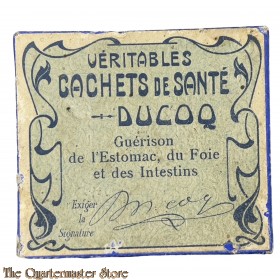 VÉRITABLES
CACHETS DE SANTÉ
DUCOQ
Guérison
de l'Estomac, du Foie
et des Intestins
Exiger
la
Signature
Ducoq
© The Quartermaster Store